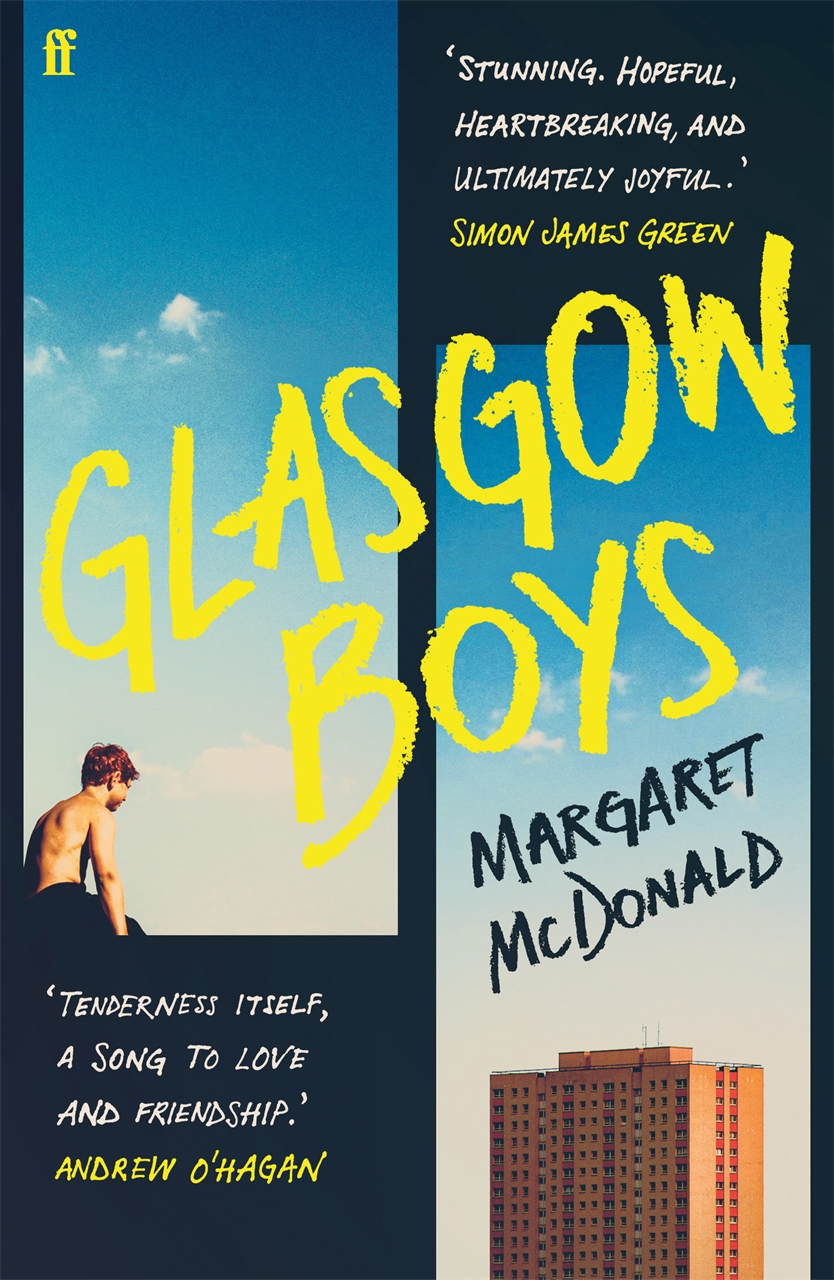 ff
‘STUNNING. HOPEFUL,
HEARTBREAKING, AND
ULTIMATELY JOYFUL.’
SIMON JAMES GREEN
GLASGOW
BOYS
MARGARET
MCDONALD
‘TENDERNESS ITSELF,
A SONG TO LOVE
AND FRIENDSHIP.’
ANDREW O'HAGAN